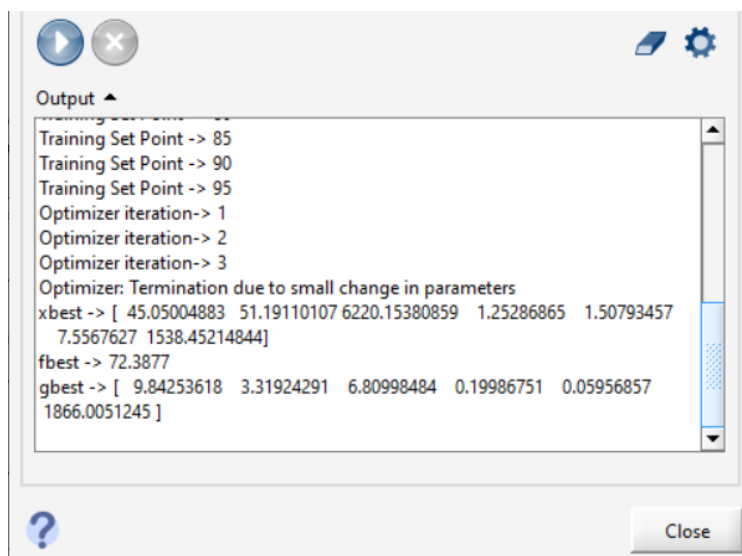 Output
Training Set Point -> 85
Training Set Point -> 90
Training Set Point -> 95
Optimizer iteration-> 1
Optimizer iteration-> 2
Optimizer iteration-> 3
Optimizer: Termination due to small change in parameters
xbest -> [ 45.05004883 51.19110107 6220.15380859 1.25286865 1.50793457
7.5567627 1538.45214844]
fbest -> 72.3877
gbest -> [ 9.84253618 3.31924291 6.80998484 0.19986751 0.05956857
1866.0051245 ]
Close